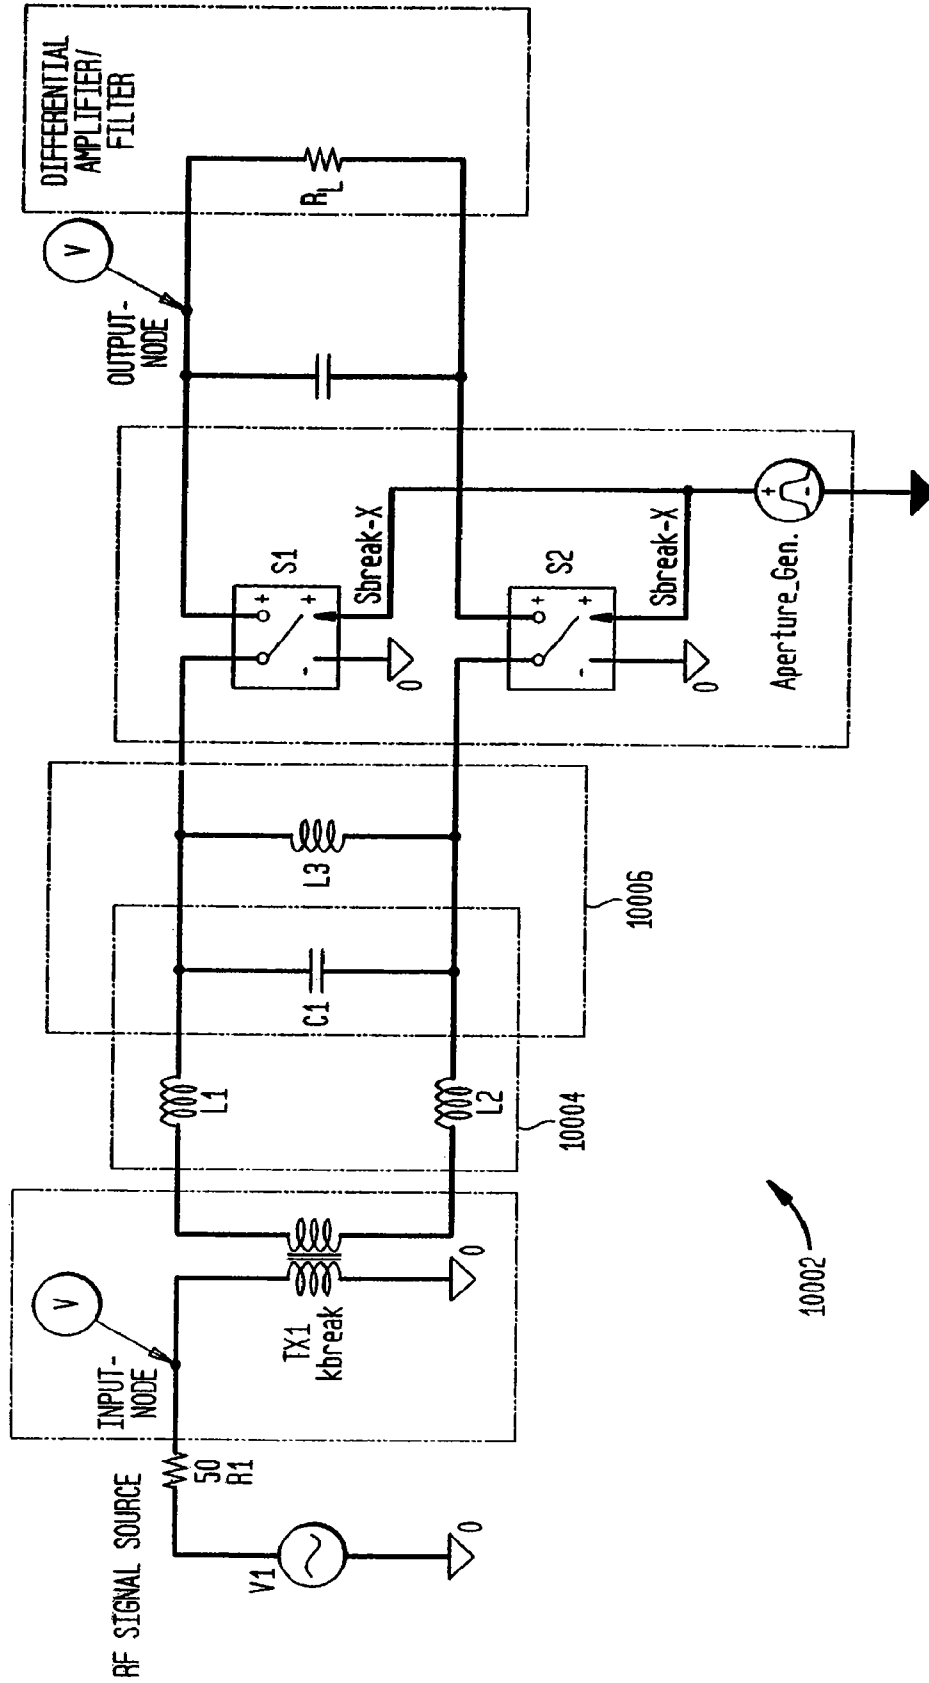 RF SIGNAL SOURCE
V1
0
50
R1
INPUT-
NODE
V
TX1
kbreak
0
L1
L2
10004
C1
L3
10006
S1
+
+
-
Sbreak-X
0
S2
+
+
-
Sbreak-X
0
Aperture_Gen.
+
-
OUTPUT-
NODE
V
DIFFERENTIAL
AMPLIFIER/
FILTER
RL
10002